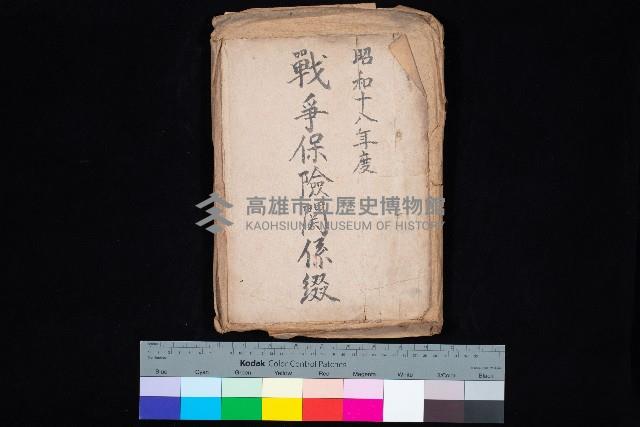 昭和十八年度
戰爭保險關係綴
高雄市立歷史博物館
KAOHSIUNG MUSEUM OF HISTORY
Kodak Color Control Patches
Blue Cyan Green Yellow Red Magenta White 3/Color Black